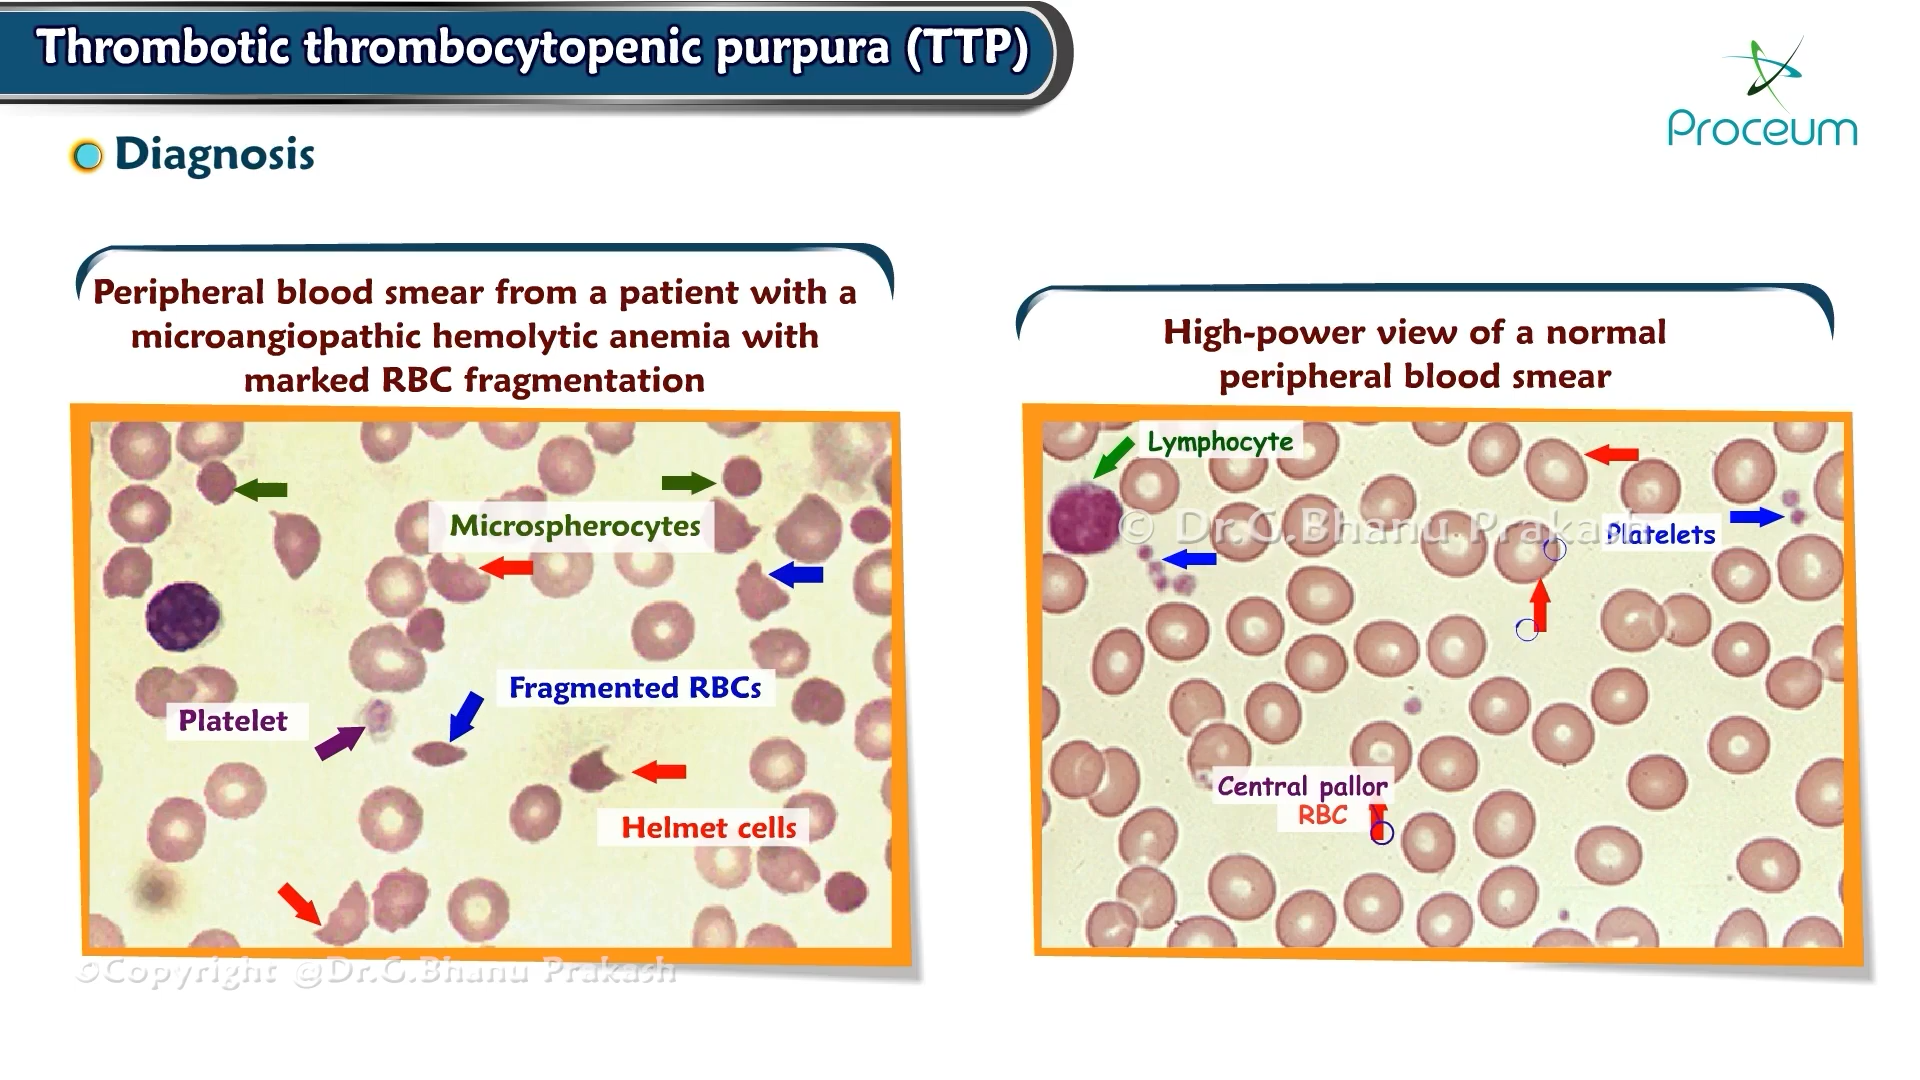 Thrombotic thrombocytopenic purpura (TTP)
Proceum
Diagnosis
Peripheral blood smear from a patient with a
microangiopathic hemolytic anemia with
marked RBC fragmentation
Microspherocytes
Fragmented RBCs
Platelet
Helmet cells
©Copyright @Dr.G.Bhanu Prakash
High-power view of a normal
peripheral blood smear
Lymphocyte
© Dr.G.Bhanu Prakash
Platelets
Central pallor
RBC